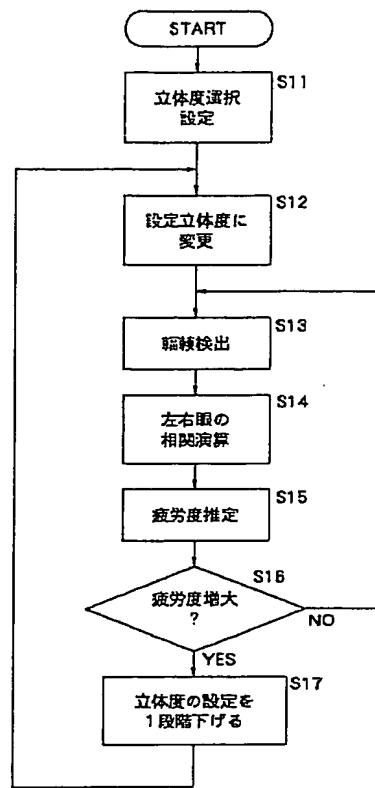 START
S11
立体度選択
設定
S12
設定立体度に
変更
S13
輻輳検出
S14
左右眼の
相関演算
S15
疲労度推定
S16
疲労度増大
?
NO
YES
S17
立体度の設定を
1段階下げる